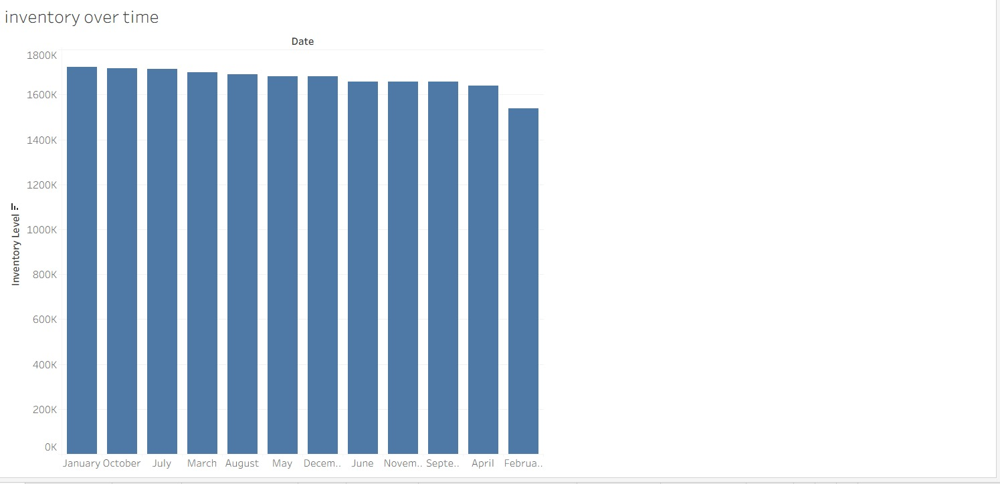 inventory over time
Date
1800K
1600K
1400K
1200K
1000K
800K
600K
400K
200K
0K
Inventory Level
January October July March August May Decem.. June Novem.. Septe.. April Februa..